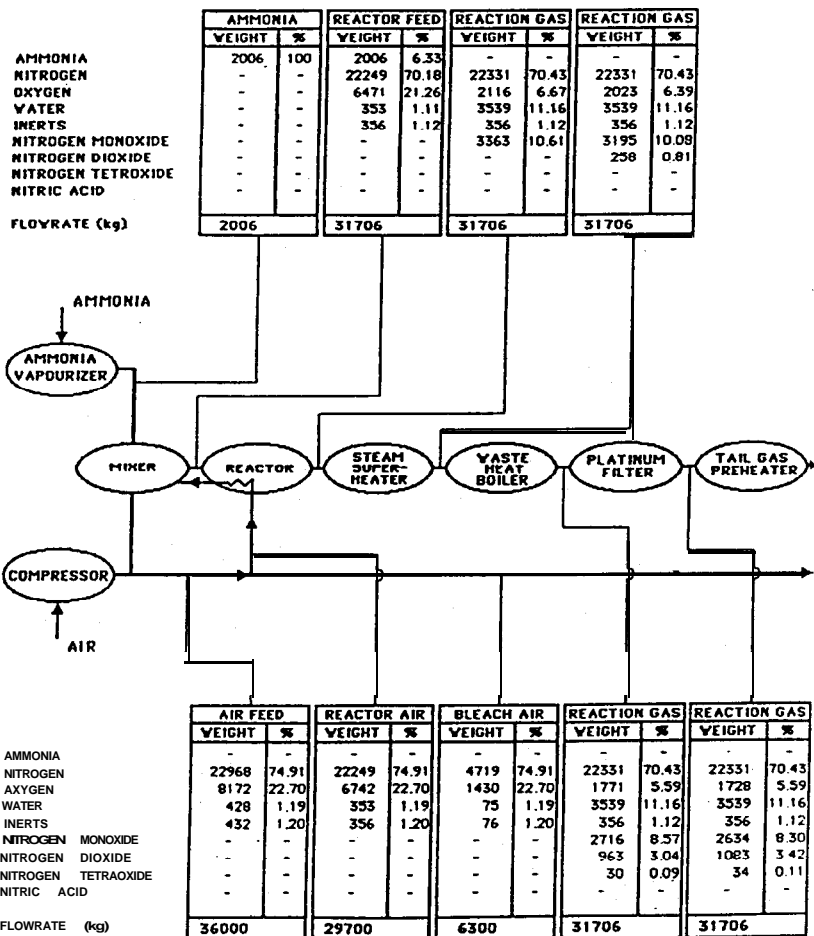 AMMONIA REACTOR FEED REACTION GAS REACTION GAS
WEIGHT % WEIGHT % WEIGHT % WEIGHT %
AMMONIA 2006 100 2006 6.33 - - - -
NITROGEN - - 22249 70.18 22331 70.43 22331 70.43
OXYGEN - - 6471 21.26 2116 6.67 2023 6.39
WATER - - 353 1.11 3539 11.16 3539 11.16
INERTS - - 356 1.12 356 1.12 356 1.12
NITROGEN MONOXIDE - - - - 3363 10.61 3195 10.08
NITROGEN DIOXIDE - - - - - - 258 0.81
NITROGEN TETROXIDE - - - - - - - -
NITRIC ACID - - - - - - - -
FLOWRATE (kg) 2006 31706 31706 31706
AMMONIA
AMMONIA
VAPOURIZER
MIXER REACTOR STEAM SUPER-HEATER WASTE HEAT BOILER PLATINUM FILTER TAIL GAS PREHEATER
COMPRESSOR
AIR
AIR FEED REACTOR AIR BLEACH AIR REACTION GAS REACTION GAS
WEIGHT % WEIGHT % WEIGHT % WEIGHT % WEIGHT %
AMMONIA - - - - - - - - - -
NITROGEN 22968 74.91 22249 74.91 4719 74.91 22331 70.43 22331 70.43
AXYGEN 8172 22.70 6742 22.70 1430 22.70 1771 5.59 1728 5.59
WATER 428 1.19 353 1.19 75 1.19 3539 11.16 3539 11.16
INERTS 432 1.20 356 1.20 76 1.20 356 1.12 356 1.12
NITROGEN MONOXIDE - - - - - - 2716 8.57 2634 8.30
NITROGEN DIOXIDE - - - - - - 963 3.04 1083 3.42
NITROGEN TETRAOXIDE - - - - - - 30 0.09 34 0.11
NITRIC ACID - - - - - - - - - -
FLOWRATE (kg) 36000 29700 6300 31706 31706